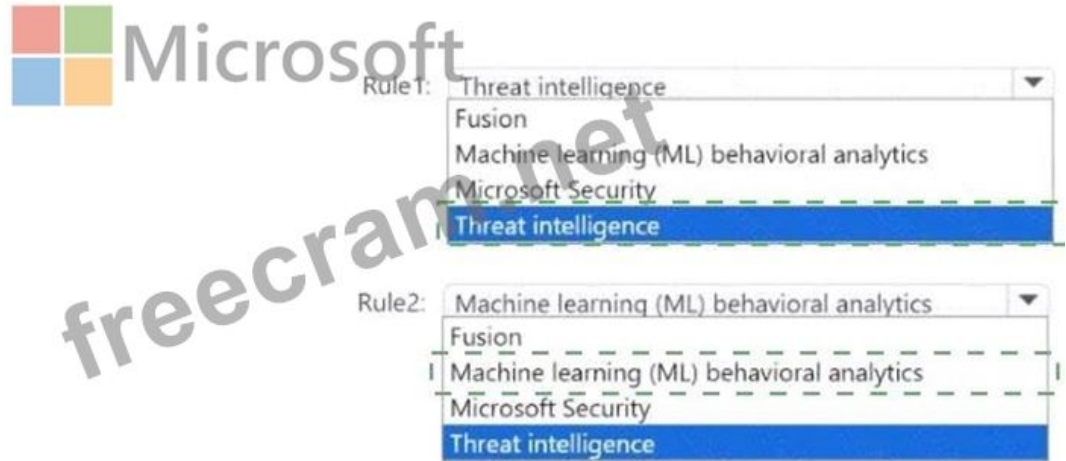 Microsoft
Rule1: Threat intelligence
Fusion
Machine learning (ML) behavioral analytics
Microsoft Security
Threat intelligence
freecram.net
Rule2: Machine learning (ML) behavioral analytics
Fusion
Machine learning (ML) behavioral analytics
Microsoft Security
Threat intelligence